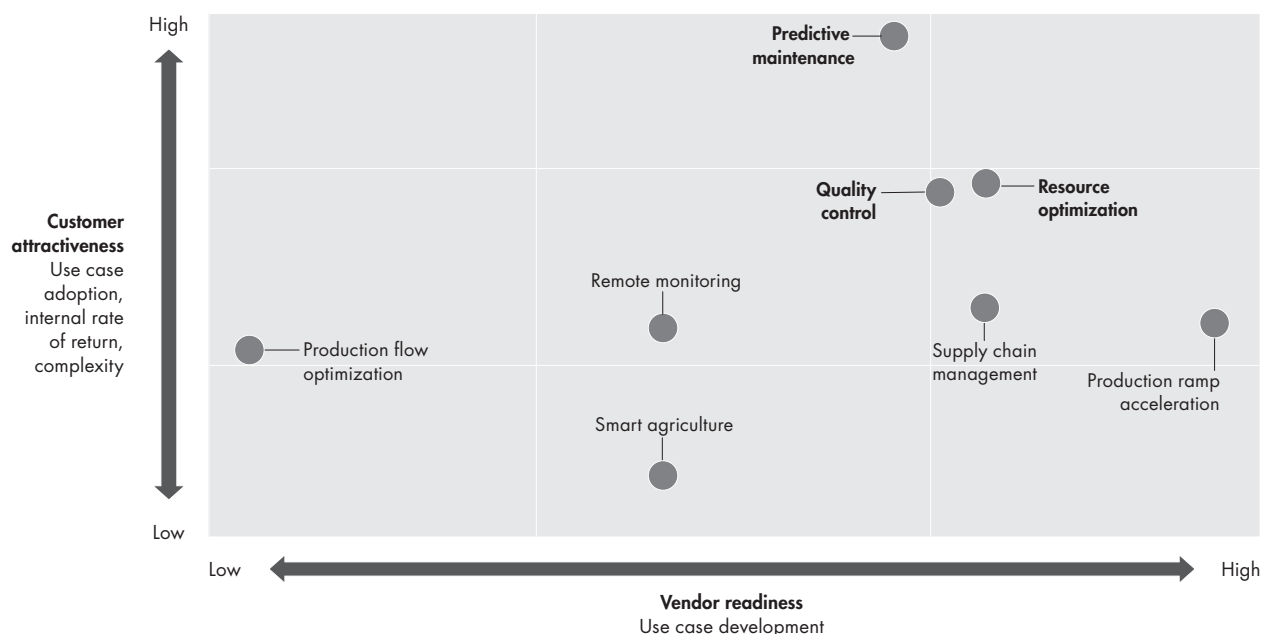 High
Predictive
maintenance
Quality
control
Resource
optimization
Customer
attractiveness
Use case
adoption,
internal rate
of return,
complexity
Remote monitoring
Production flow
optimization
Supply chain
management
Production ramp
acceleration
Smart agriculture
Low
Low
High
Vendor readiness
Use case development